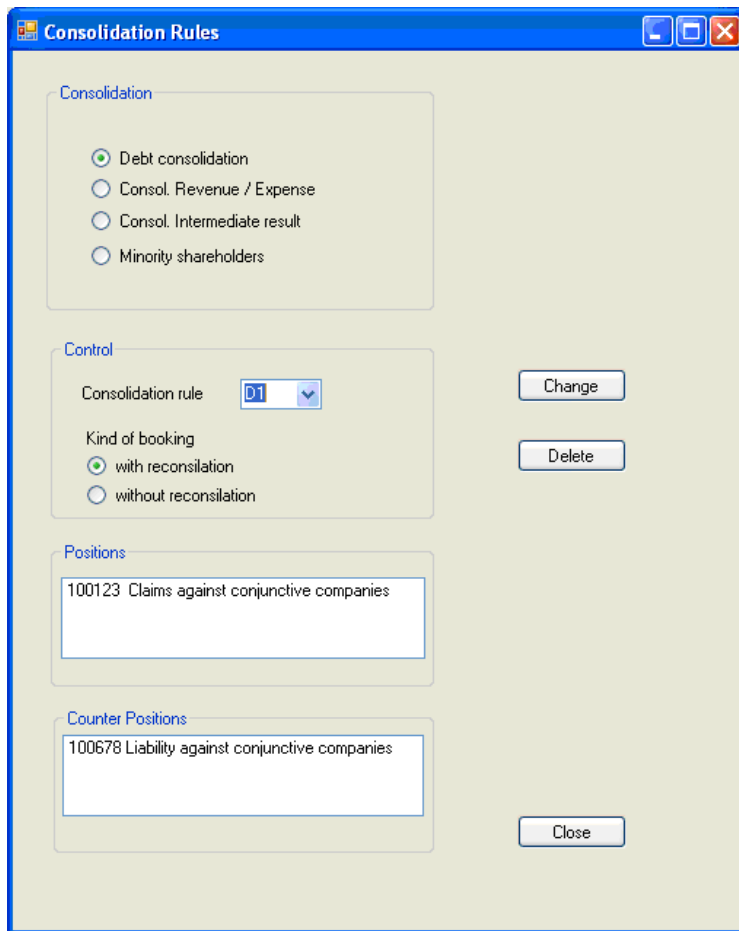 Consolidation Rules
Consolidation
Debt consolidation
Consol. Revenue / Expense
Consol. Intermediate result
Minority shareholders
Control
Consolidation rule D1
Change
Kind of booking
with reconsilation
Delete
without reconsilation
Positions
100123 Claims against conjunctive companies
Counter Positions
100678 Liability against conjunctive companies
Close